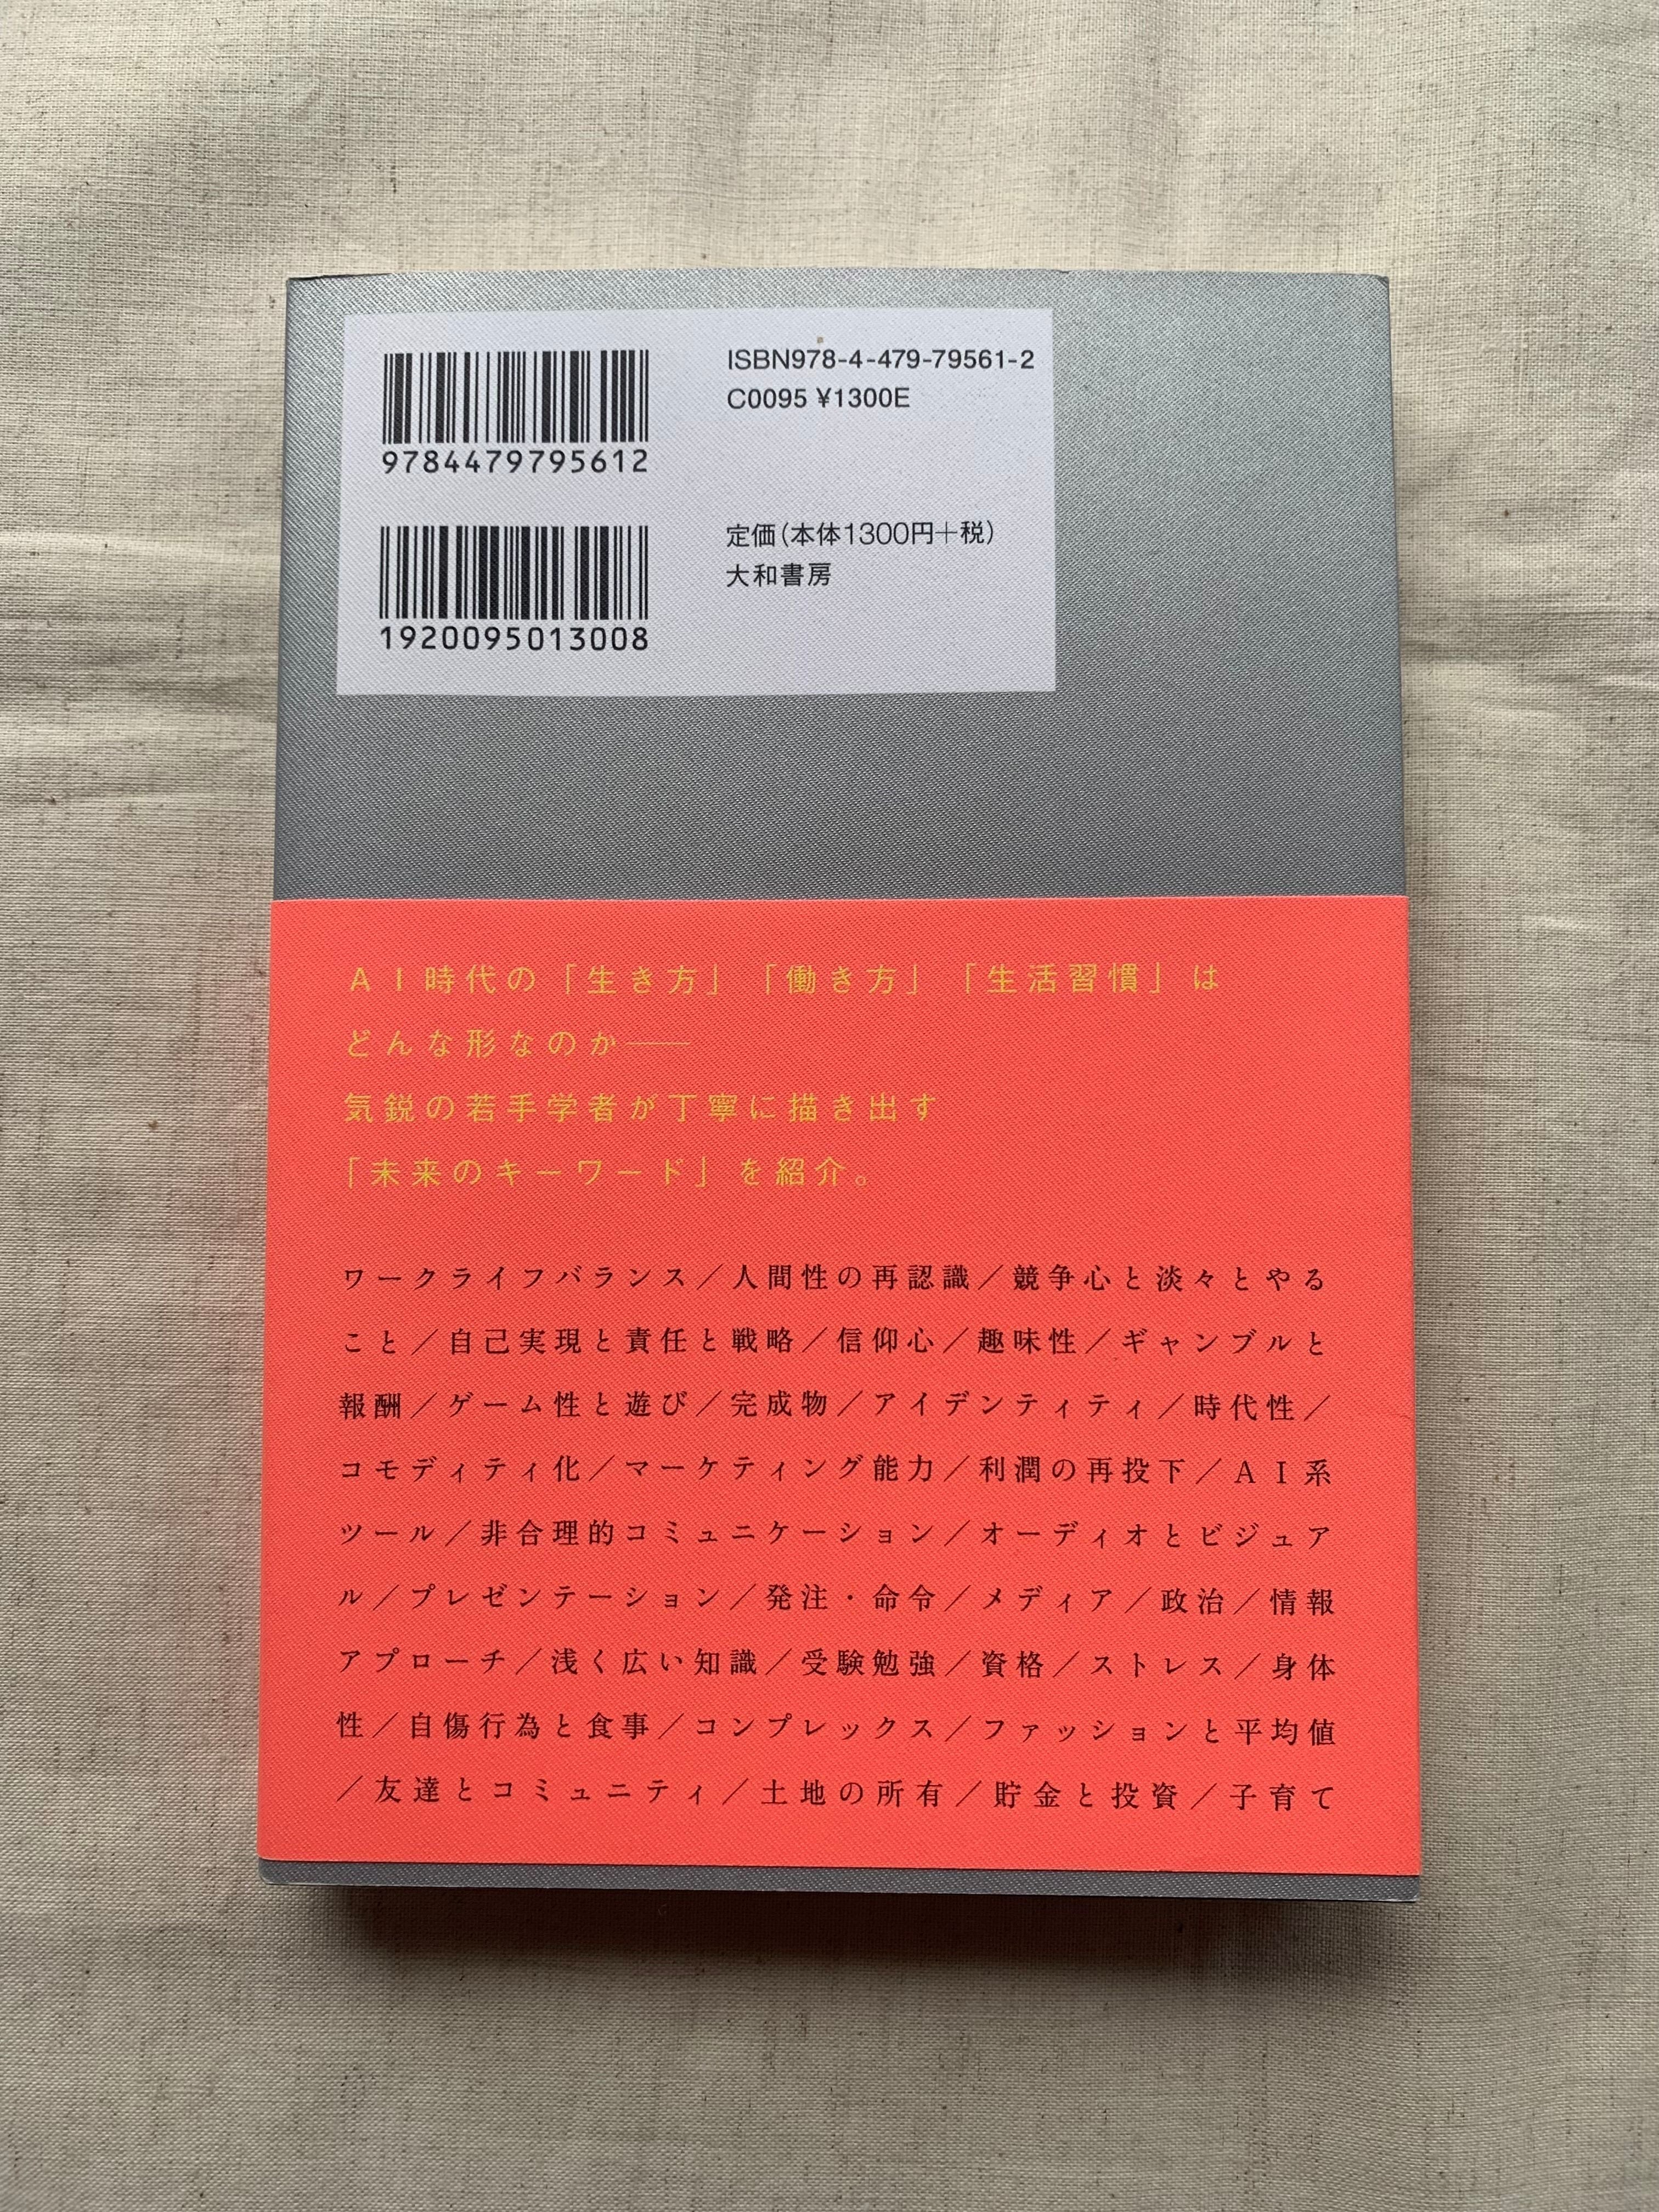 ISBN978-4-479-79561-2
C0095 ¥1300E
9784479795612
定価(本体1300円+税)
大和書房
1920095013008
AI時代の「生き方」「働き方」「生活習慣」は
どんな形なのか──
気鋭の若手学者が丁寧に描き出す
「未来のキーワード」を紹介。
ワークライフバランス／人間性の再認識／競争心と淡々とやる
こと／自己実現と責任と戦略／信仰心／趣味性／ギャンブルと
報酬／ゲーム性と遊び／完成物／アイデンティティ／時代性／
コモディティ化／マーケティング能力／利潤の再投下／AI系
ツール／非合理的コミュニケーション／オーディオとビジュア
ル／プレゼンテーション／発注・命令／メディア／政治／情報
アプローチ／浅く広い知識／受験勉強／資格／ストレス／身体
性／自傷行為と食事／コンプレックス／ファッションと平均値
／友達とコミュニティ／土地の所有／貯金と投資／子育て